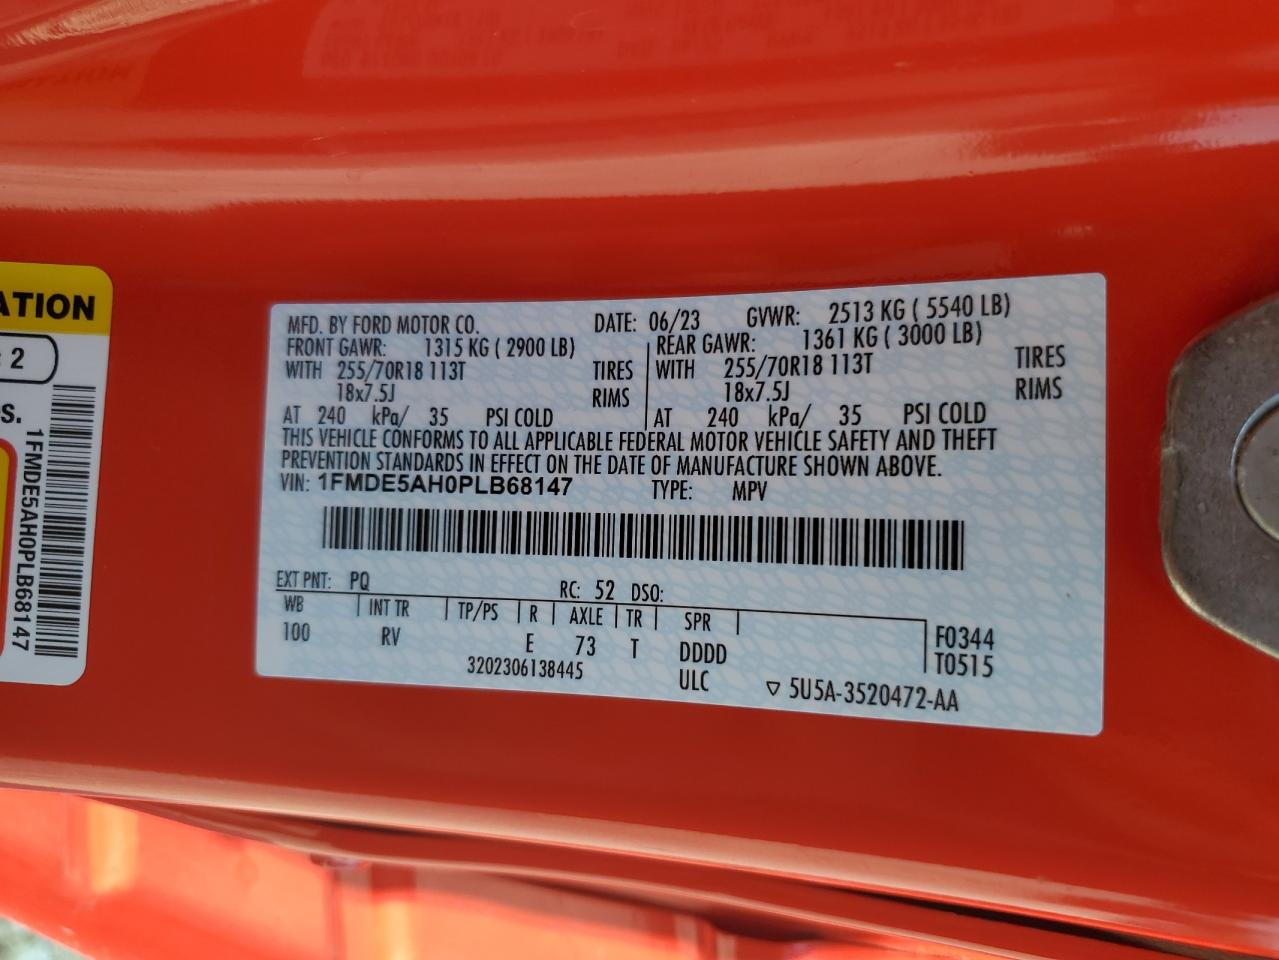 ATION
: 2
S.
1FMDE5AH0PLB68147
MFD. BY FORD MOTOR CO. DATE: 06/23 GVWR: 2513 KG ( 5540 LB)
FRONT GAWR: 1315 KG ( 2900 LB) REAR GAWR: 1361 KG ( 3000 LB)
WITH 255/70R18 113T TIRES WITH 255/70R18 113T TIRES
18x7.5J RIMS 18x7.5J RIMS
AT 240 kPa/ 35 PSI COLD AT 240 kPa/ 35 PSI COLD
THIS VEHICLE CONFORMS TO ALL APPLICABLE FEDERAL MOTOR VEHICLE SAFETY AND THEFT
PREVENTION STANDARDS IN EFFECT ON THE DATE OF MANUFACTURE SHOWN ABOVE.
VIN: 1FMDE5AH0PLB68147 TYPE: MPV
EXT PNT: PQ RC: 52 DSO:
WB INT TR TP/PS R AXLE TR SPR F0344
100 RV E 73 T DDDD T0515
3202306138445 ULC ▽ 5U5A-3520472-AA